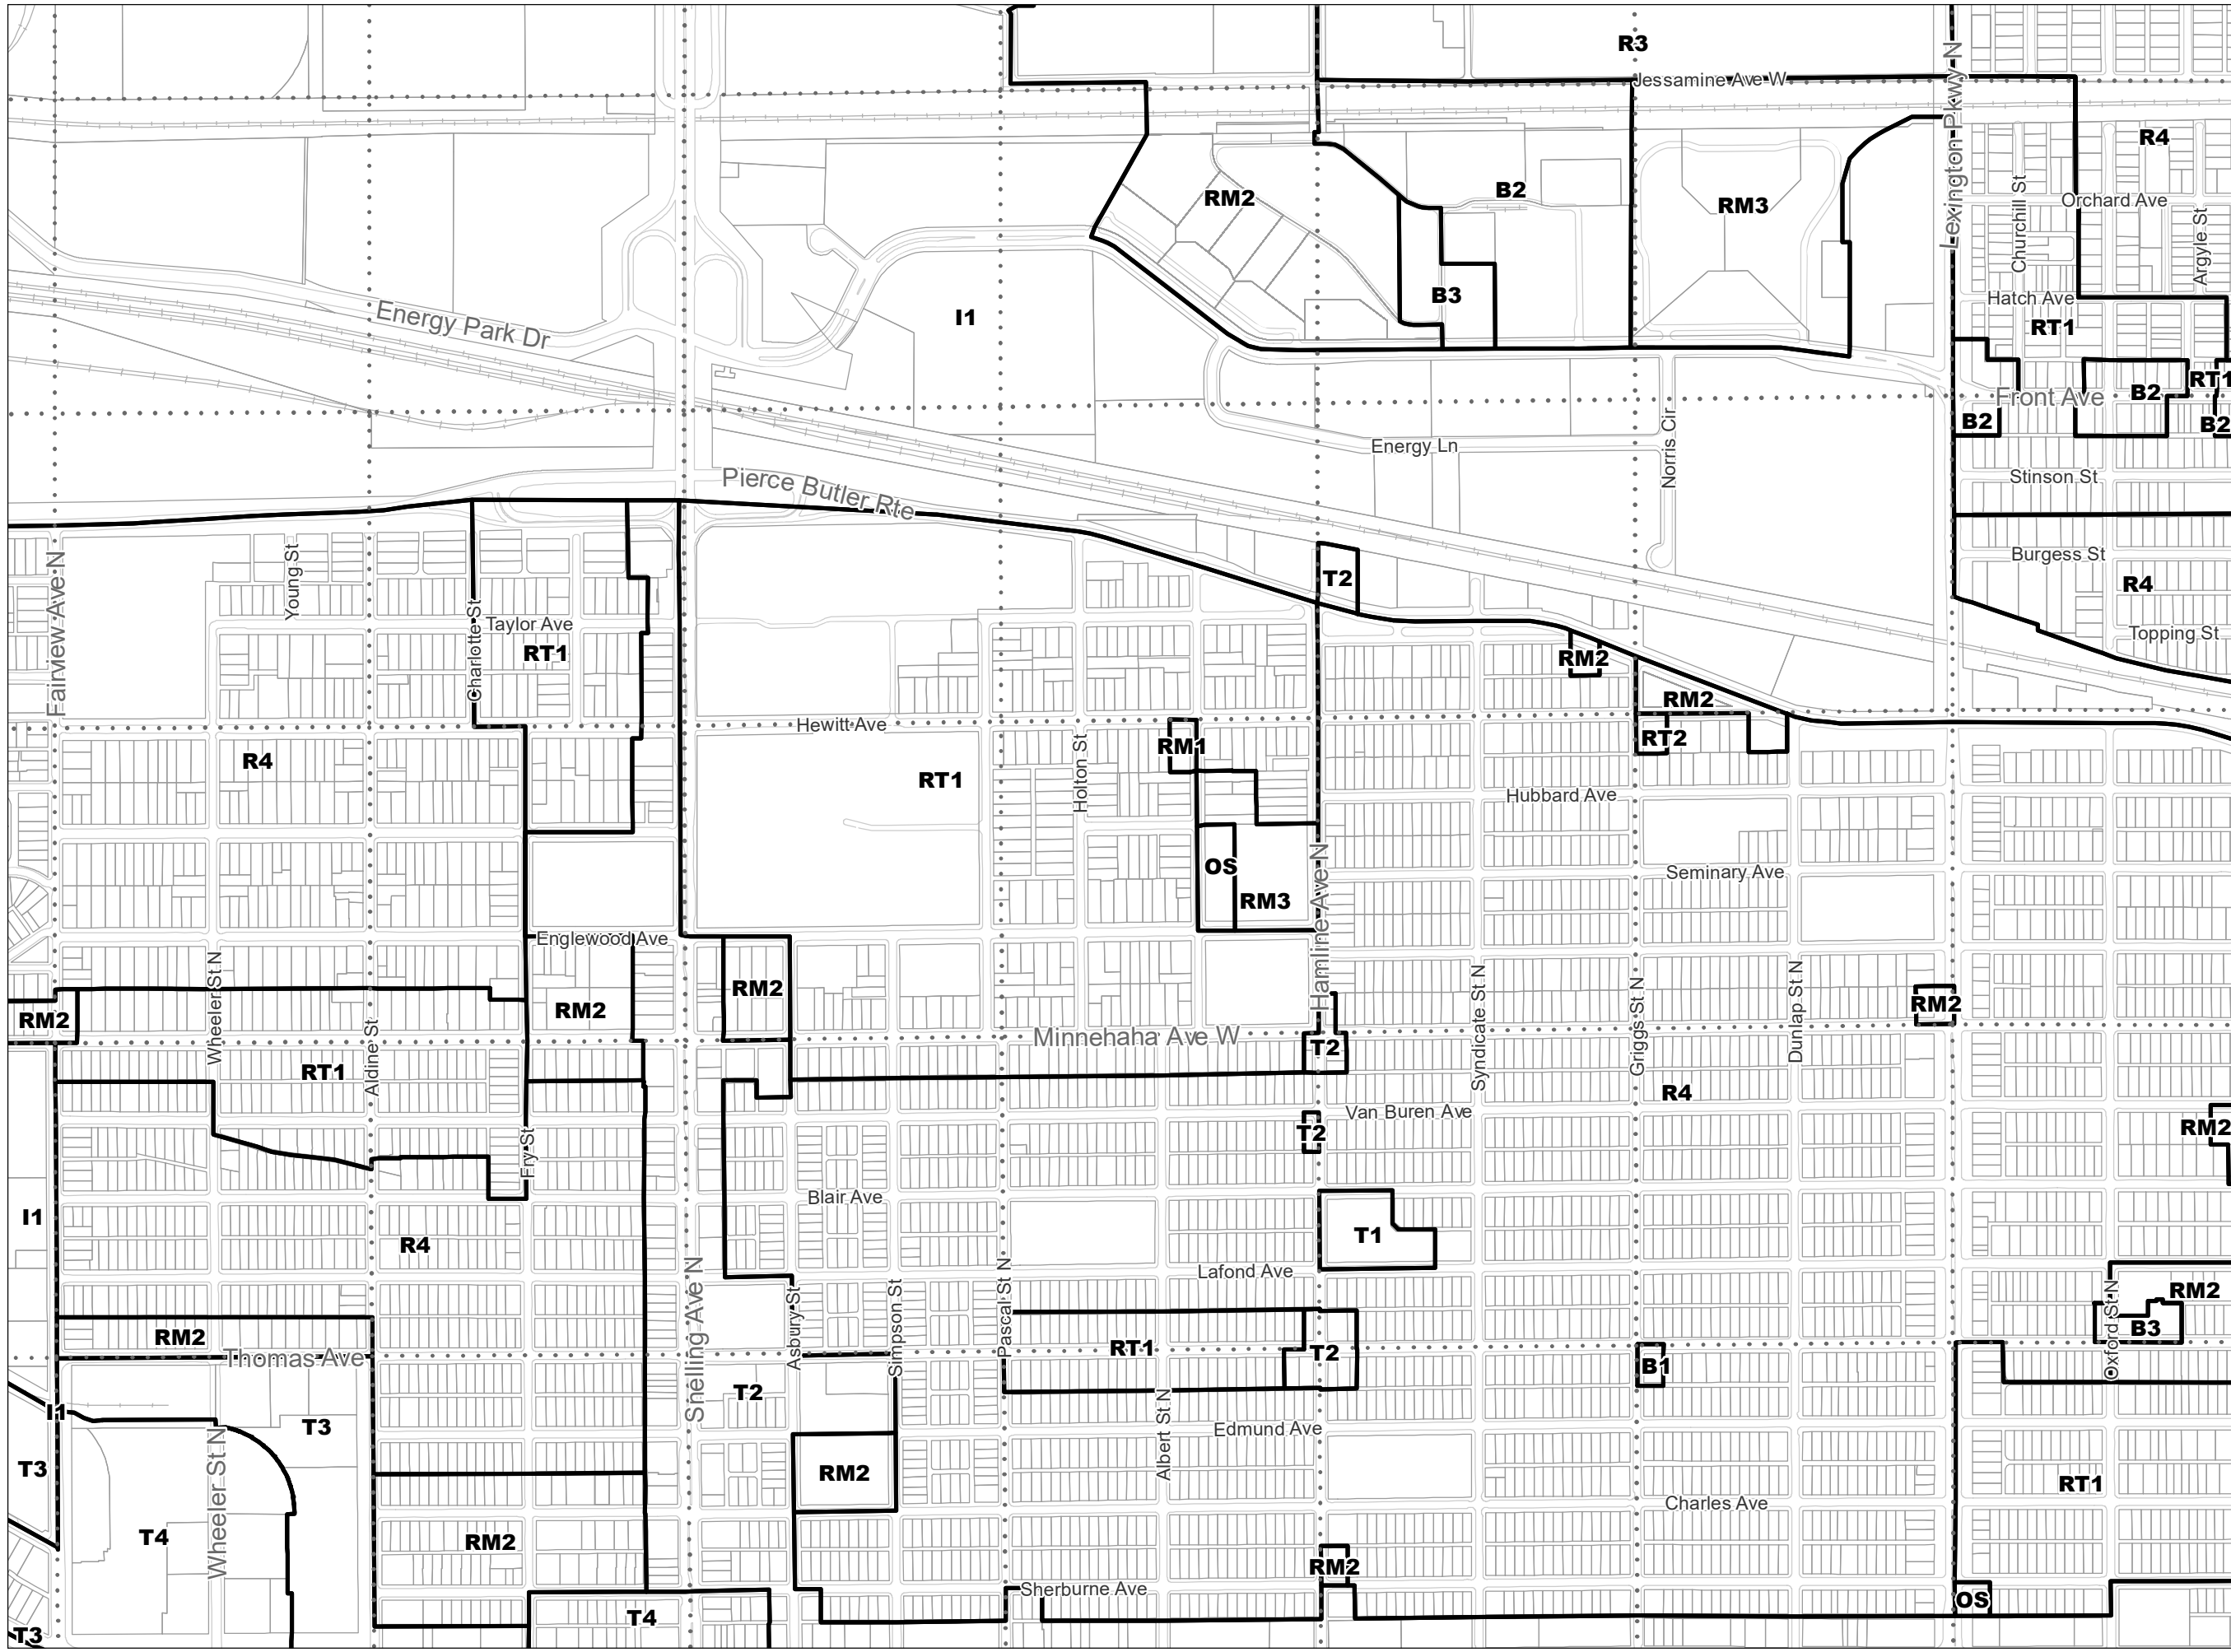 R3
Jessamine Ave W
Lexington Pkwy N
R4
RM2
B2
RM3
Orchard Ave
Churchill St
Argyle St
B3
Hatch Ave
RT1
I1
Energy Park Dr
RT1
B2
Front Ave
B2
B2
Energy Ln
Norris Cir
Stinson St
Pierce Butler Rte
Burgess St
R4
T2
Young St
Fairview Ave N
Charlotte St
Taylor Ave
RT1
Topping St
RM2
RM2
Hewitt Ave
RM1
RT2
R4
RT1
Holton St
Hubbard Ave
OS
RM3
Seminary Ave
Hamline Ave N
Englewood Ave
RM2
RM2
RM2
RM2
Wheeler St N
Minnehaha Ave W
T2
Syndicate St N
Griggs St N
Dunlap St N
RT1
Aldine St
R4
Van Buren Ave
T2
RM2
Fry St
Blair Ave
I1
R4
T1
Lafond Ave
Snelling Ave N
Asbury St
Simpson St
Pascal St N
RM2
Oxford St N
B3
RM2
Thomas Ave
RT1
T2
B1
T2
Albert St N
I1
T3
Edmund Ave
T3
Wheeler St N
RM2
RT1
Charles Ave
T4
RM2
RM2
Sherburne Ave
OS
T4
T3